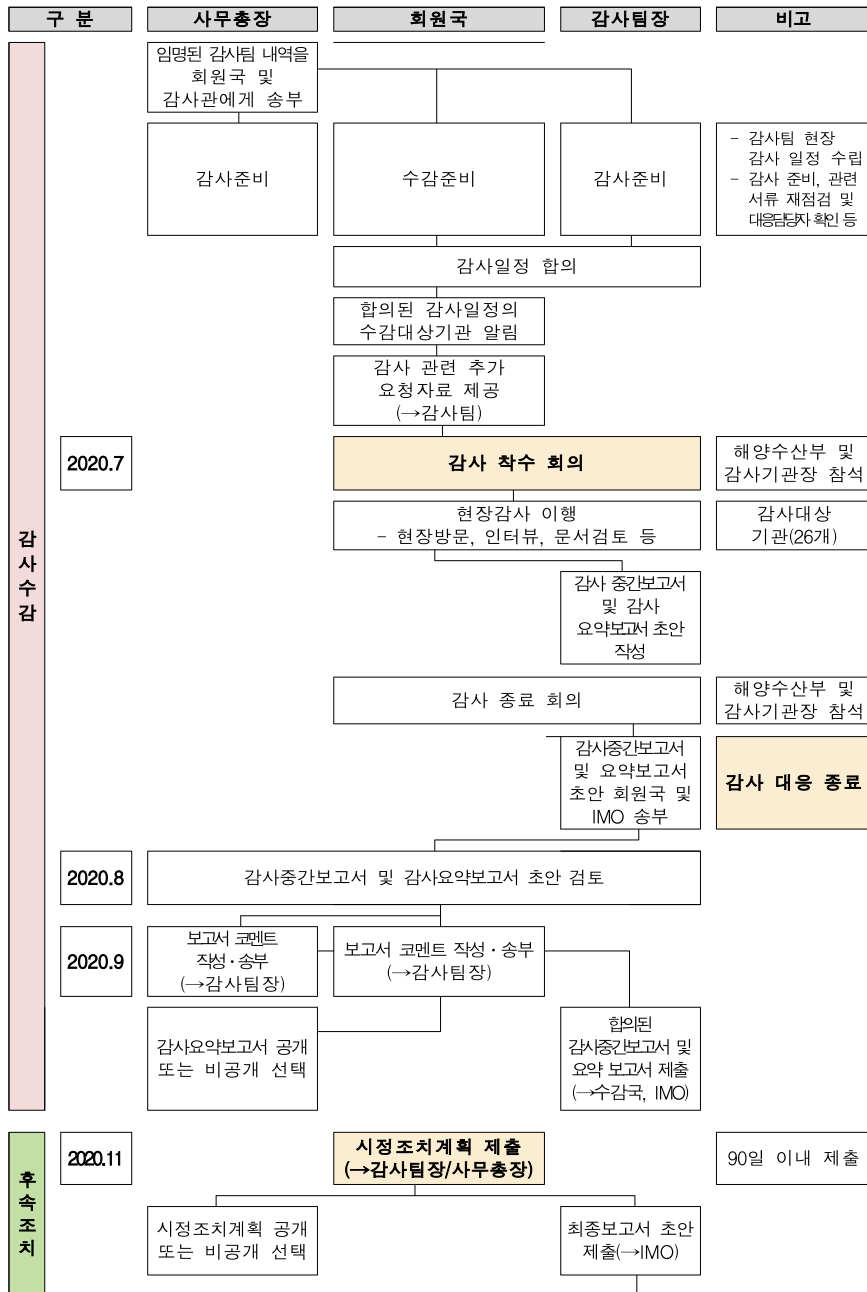 구 분
사무총장
회원국
감사팀장
비고
감
사
수
감
임명된 감사팀 내역을
회원국 및
감사관에게 송부
감사준비
수감준비
감사준비
- 감사팀 현장
감사 일정 수립
- 감사 준비, 관련
서류 재점검 및
대응담당자 확인 등
감사일정 합의
합의된 감사일정의
수감대상기관 알림
감사 관련 추가
요청자료 제공
(→감사팀)
2020.7
감사 착수 회의
해양수산부 및
감사기관장 참석
현장감사 이행
- 현장방문, 인터뷰, 문서검토 등
감사대상
기관(26개)
감사 중간보고서
및 감사
요약보고서 초안
작성
감사 종료 회의
해양수산부 및
감사기관장 참석
감사중간보고서
및 요약보고서
초안 회원국 및
IMO 송부
감사 대응 종료
2020.8
감사중간보고서 및 감사요약보고서 초안 검토
2020.9
보고서 코멘트
작성·송부
(→감사팀장)
보고서 코멘트 작성·송부
(→감사팀장)
감사요약보고서 공개
또는 비공개 선택
합의된
감사중간보고서 및
요약 보고서 제출
(→수감국, IMO)
후
속
조
치
2020.11
시정조치계획 제출
(→감사팀장/사무총장)
90일 이내 제출
시정조치계획 공개
또는 비공개 선택
최종보고서 초안
제출(→IMO)